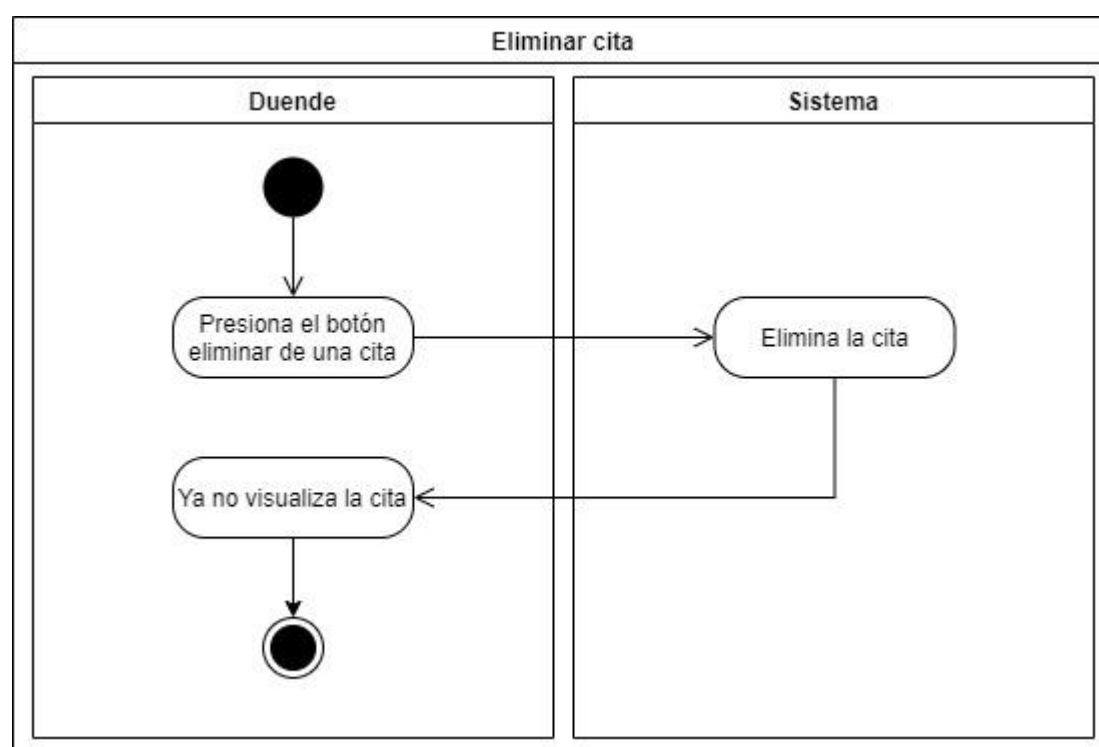 Eliminar cita
Duende
Sistema
Presiona el botón
eliminar de una cita
Elimina la cita
Ya no visualiza la cita